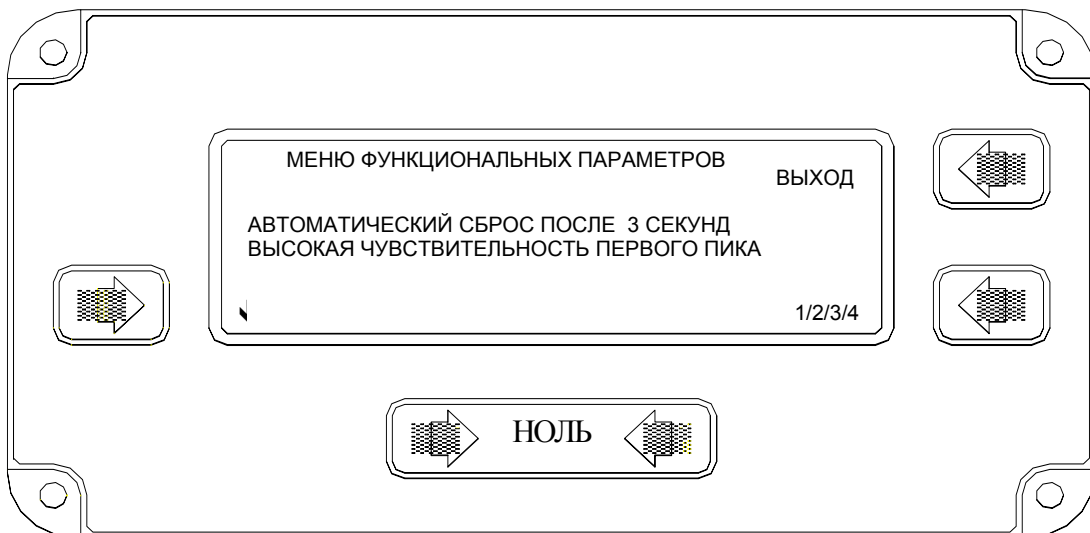 МЕНЮ ФУНКЦИОНАЛЬНЫХ ПАРАМЕТРОВ
ВЫХОД
АВТОМАТИЧЕСКИЙ СБРОС ПОСЛЕ 3 СЕКУНД
ВЫСОКАЯ ЧУВСТВИТЕЛЬНОСТЬ ПЕРВОГО ПИКА
1/2/3/4
НОЛЬ